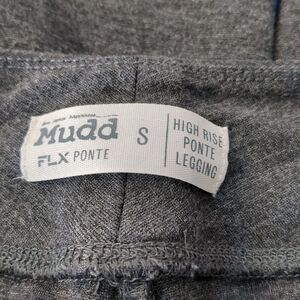 Mudd
FLX PONTE
S
HIGH RISE
PONTE
LEGGING